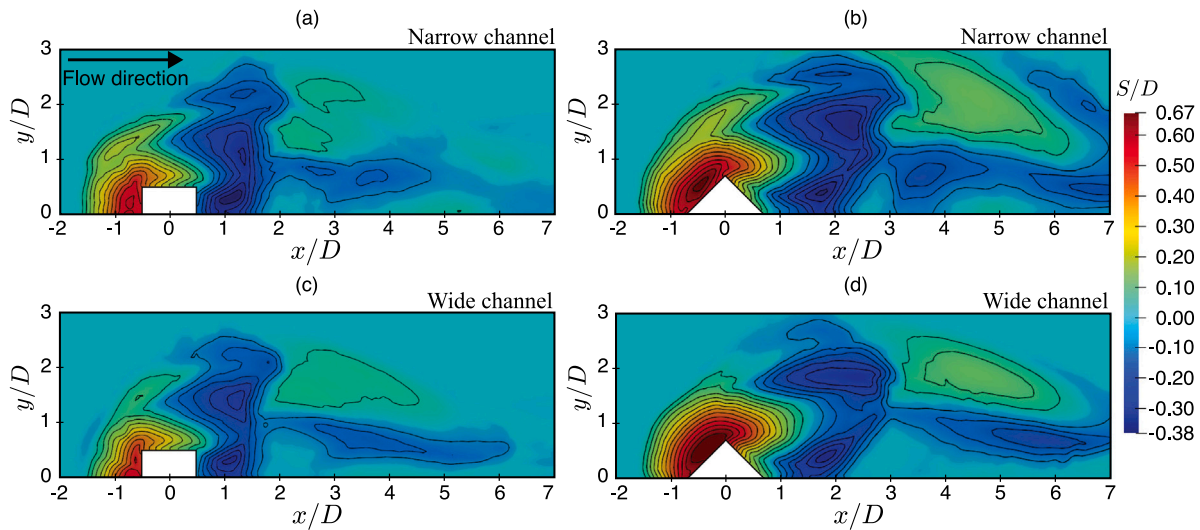 (a)
Narrow channel
Flow direction
y/D
3
2
1
0
-2 -1 0 1 2 3 4 5 6 7
x/D
(b)
Narrow channel
y/D
3
2
1
0
-2 -1 0 1 2 3 4 5 6 7
x/D
S/D
0.67
0.60
0.50
0.40
0.30
0.20
0.10
0.00
-0.10
-0.20
-0.30
-0.38
(c)
Wide channel
y/D
3
2
1
0
-2 -1 0 1 2 3 4 5 6 7
x/D
(d)
Wide channel
y/D
3
2
1
0
-2 -1 0 1 2 3 4 5 6 7
x/D